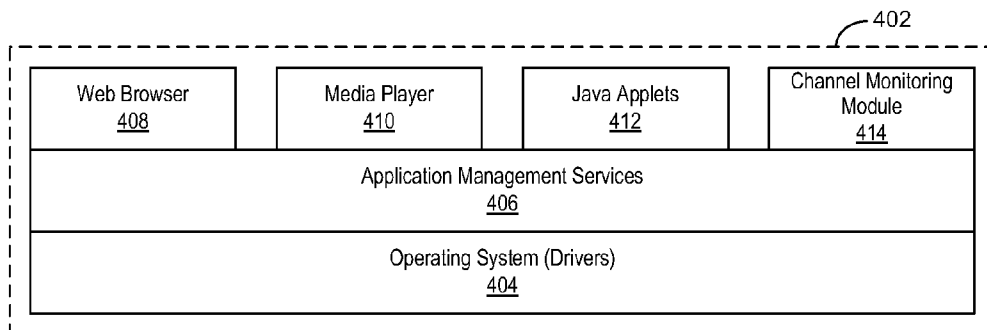 402
Web Browser
408
Media Player
410
Java Applets
412
Channel Monitoring
Module
414
Application Management Services
406
Operating System (Drivers)
404